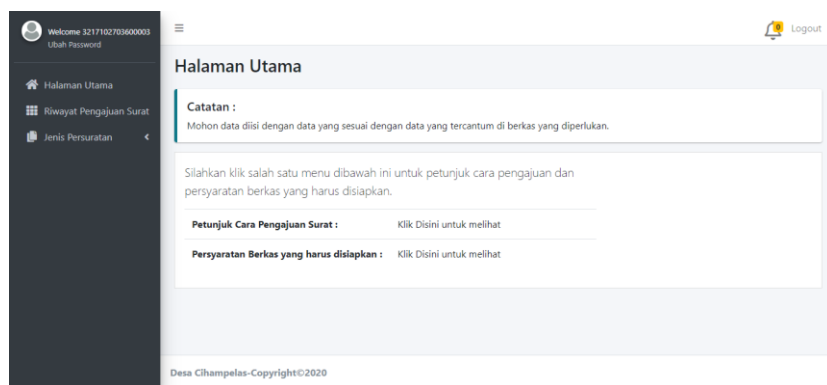 Welcome 3217102703600003
Ubah Password
Halaman Utama
Riwayat Pengajuan Surat
Jenis Persuratan
0
Logout
Halaman Utama
Catatan :
Mohon data diisi dengan data yang sesuai dengan data yang tercantum di berkas yang diperlukan.
Silahkan klik salah satu menu dibawah ini untuk petunjuk cara pengajuan dan
persyaratan berkas yang harus disiapkan.
Petunjuk Cara Pengajuan Surat : Klik Disini untuk melihat
Persyaratan Berkas yang harus disiapkan : Klik Disini untuk melihat
Desa Cihampelas-Copyright©2020